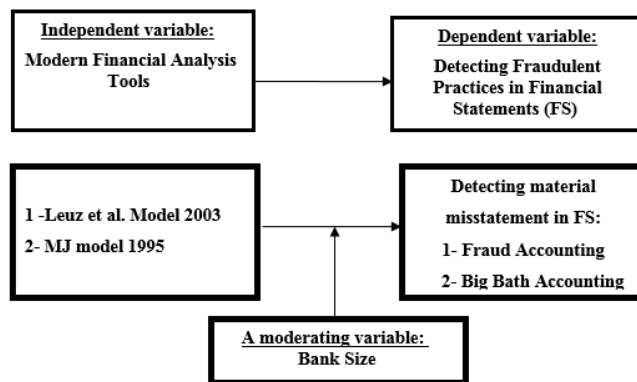 Independent variable:
Modern Financial Analysis
Tools
Dependent variable:
Detecting Fraudulent
Practices in Financial
Statements (FS)
1 -Leuz et al. Model 2003
2- MJ model 1995
Detecting material
misstatement in FS:
1- Fraud Accounting
2- Big Bath Accounting
A moderating variable:
Bank Size